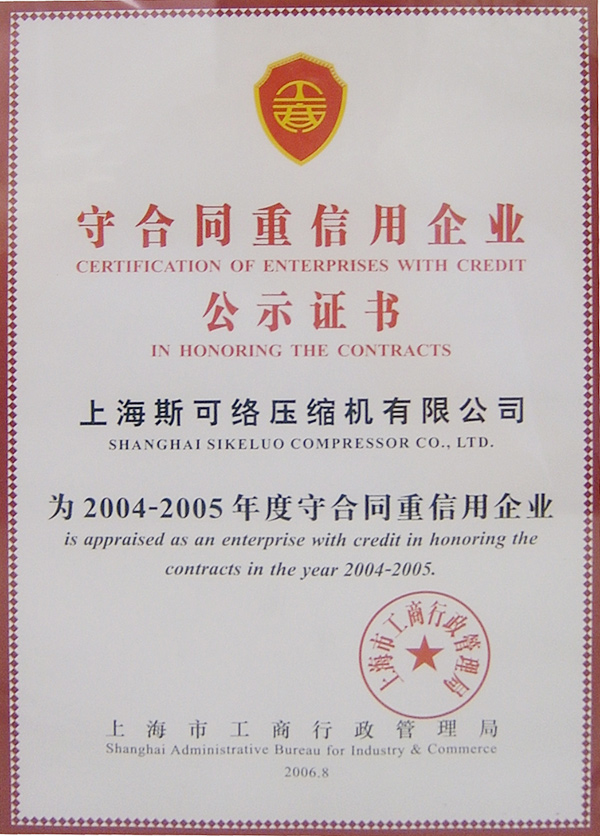 守合同重信用企业
CERTIFICATION OF ENTERPRISES WITH CREDIT
公示证书
IN HONORING THE CONTRACTS
上海斯可络压缩机有限公司
SHANGHAI SIKELUO COMPRESSOR CO., LTD.
为2004-2005年度守合同重信用企业
is appraised as an enterprise with credit in honoring the
contracts in the year 2004-2005.
上海市工商行政管理局
上海市工商行政管理局
Shanghai Administrative Bureau for Industry & Commerce
2006.8